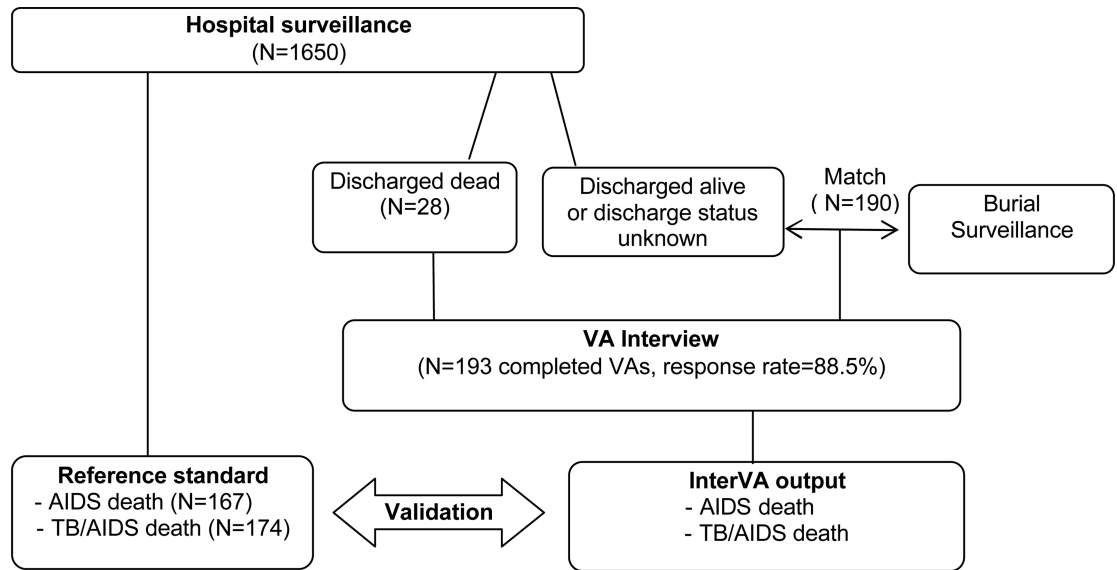 Hospital surveillance
(N=1650)
Discharged dead
(N=28)
Discharged alive
or discharge status
unknown
Match
( N=190)
Burial
Surveillance
VA Interview
(N=193 completed VAs, response rate=88.5%)
Reference standard
- AIDS death (N=167)
- TB/AIDS death (N=174)
Validation
InterVA output
- AIDS death
- TB/AIDS death